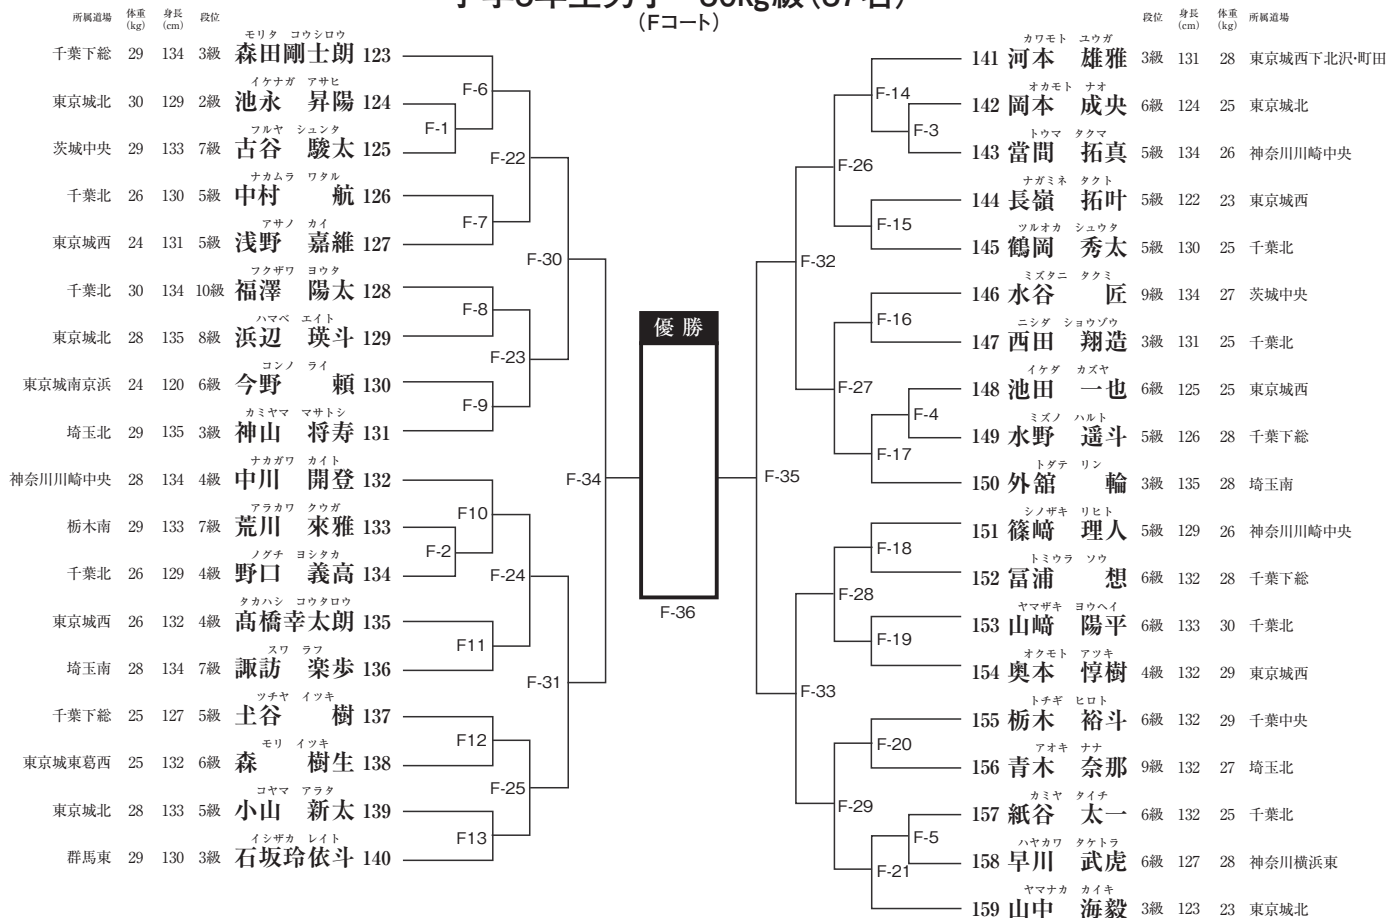 (Fコート)
所属道場 体重(kg) 身長(cm) 段位
段位 身長(cm) 体重(kg) 所属道場
モリタ コウシロウ
千葉下総 29 134 3級 森田剛士朗 123
イケナガ アサヒ
東京城北 30 129 2級 池永 昇陽 124
フルヤ シュンタ
茨城中央 29 133 7級 古谷 駿太 125
ナカムラ ワタル
千葉北 26 130 5級 中村 航 126
アサノ カイ
東京城西 24 131 5級 浅野 嘉維 127
フクザワ ヨウタ
千葉北 30 134 10級 福澤 陽太 128
ハマベ エイト
東京城北 28 135 8級 浜辺 瑛斗 129
コンノ ライ
東京城南京浜 24 120 6級 今野 頼 130
カミヤマ マサトシ
埼玉北 29 135 3級 神山 将寿 131
ナカガワ カイト
神奈川川崎中央 28 134 4級 中川 開登 132
アラカワ クウガ
栃木南 29 133 7級 荒川 來雅 133
ノグチ ヨシタカ
千葉北 26 129 4級 野口 義高 134
タカハシ コウタロウ
東京城西 26 132 4級 髙橋幸太朗 135
スワ ラフ
埼玉南 28 134 7級 諏訪 楽歩 136
ツチヤ イツキ
千葉下総 25 127 5級 土谷 樹 137
モリ イツキ
東京城東葛西 25 132 6級 森 樹生 138
コヤマ アラタ
東京城北 28 133 5級 小山 新太 139
イシザカ レイト
群馬東 29 130 3級 石坂玲依斗 140
F-6
F-1
F-22
F-7
F-30
F-8
F-23
F-9
F-34
F10
F-2
F-24
F11
F-31
F12
F-25
F13
優勝
F-36
カワモト ユウガ
141 河本 雄雅 3級 131 28 東京城西下北沢・町田
オカモト ナオ
142 岡本 成央 6級 124 25 東京城北
トウマ タクマ
143 當間 拓真 5級 134 26 神奈川川崎中央
ナガミネ タクト
144 長嶺 拓叶 5級 122 23 東京城西
ツルオカ シュウタ
145 鶴岡 秀太 5級 130 25 千葉北
ミズタニ タクミ
146 水谷 匠 9級 134 27 茨城中央
ニシダ ショウゾウ
147 西田 翔造 3級 131 25 千葉北
イケダ カズヤ
148 池田 一也 6級 125 25 東京城西
ミズノ ハルト
149 水野 遥斗 5級 126 28 千葉下総
トダテ リン
150 外舘 輪 3級 135 28 埼玉南
シノザキ リヒト
151 篠﨑 理人 5級 129 26 神奈川川崎中央
トミウラ ソウ
152 冨浦 想 6級 132 28 千葉下総
ヤマザキ ヨウヘイ
153 山﨑 陽平 6級 133 30 千葉北
オクモト アツキ
154 奥本 惇樹 4級 132 29 東京城西
トチギ ヒロト
155 栃木 裕斗 6級 132 29 千葉中央
アオキ ナナ
156 青木 奈那 9級 132 27 埼玉北
カミヤ タイチ
157 紙谷 太一 6級 132 25 千葉北
ハヤカワ タケトラ
158 早川 武虎 6級 127 28 神奈川横浜東
ヤマナカ カイキ
159 山中 海毅 3級 123 23 東京城北
F-14
F-3
F-26
F-15
F-32
F-16
F-27
F-4
F-17
F-35
F-18
F-28
F-19
F-33
F-20
F-29
F-5
F-21